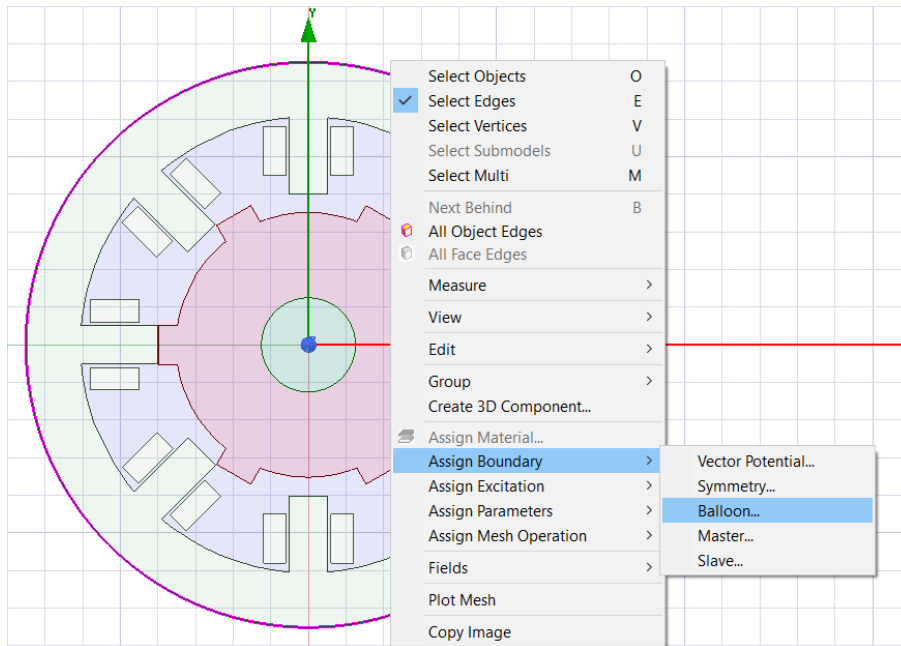 Y
Select Objects O
Select Edges E
Select Vertices V
Select Submodels U
Select Multi M
Next Behind B
All Object Edges
All Face Edges
Measure
View
Edit
Group
Create 3D Component...
Assign Material...
Assign Boundary
Assign Excitation
Assign Parameters
Assign Mesh Operation
Fields
Plot Mesh
Copy Image
Vector Potential...
Symmetry...
Balloon...
Master...
Slave...